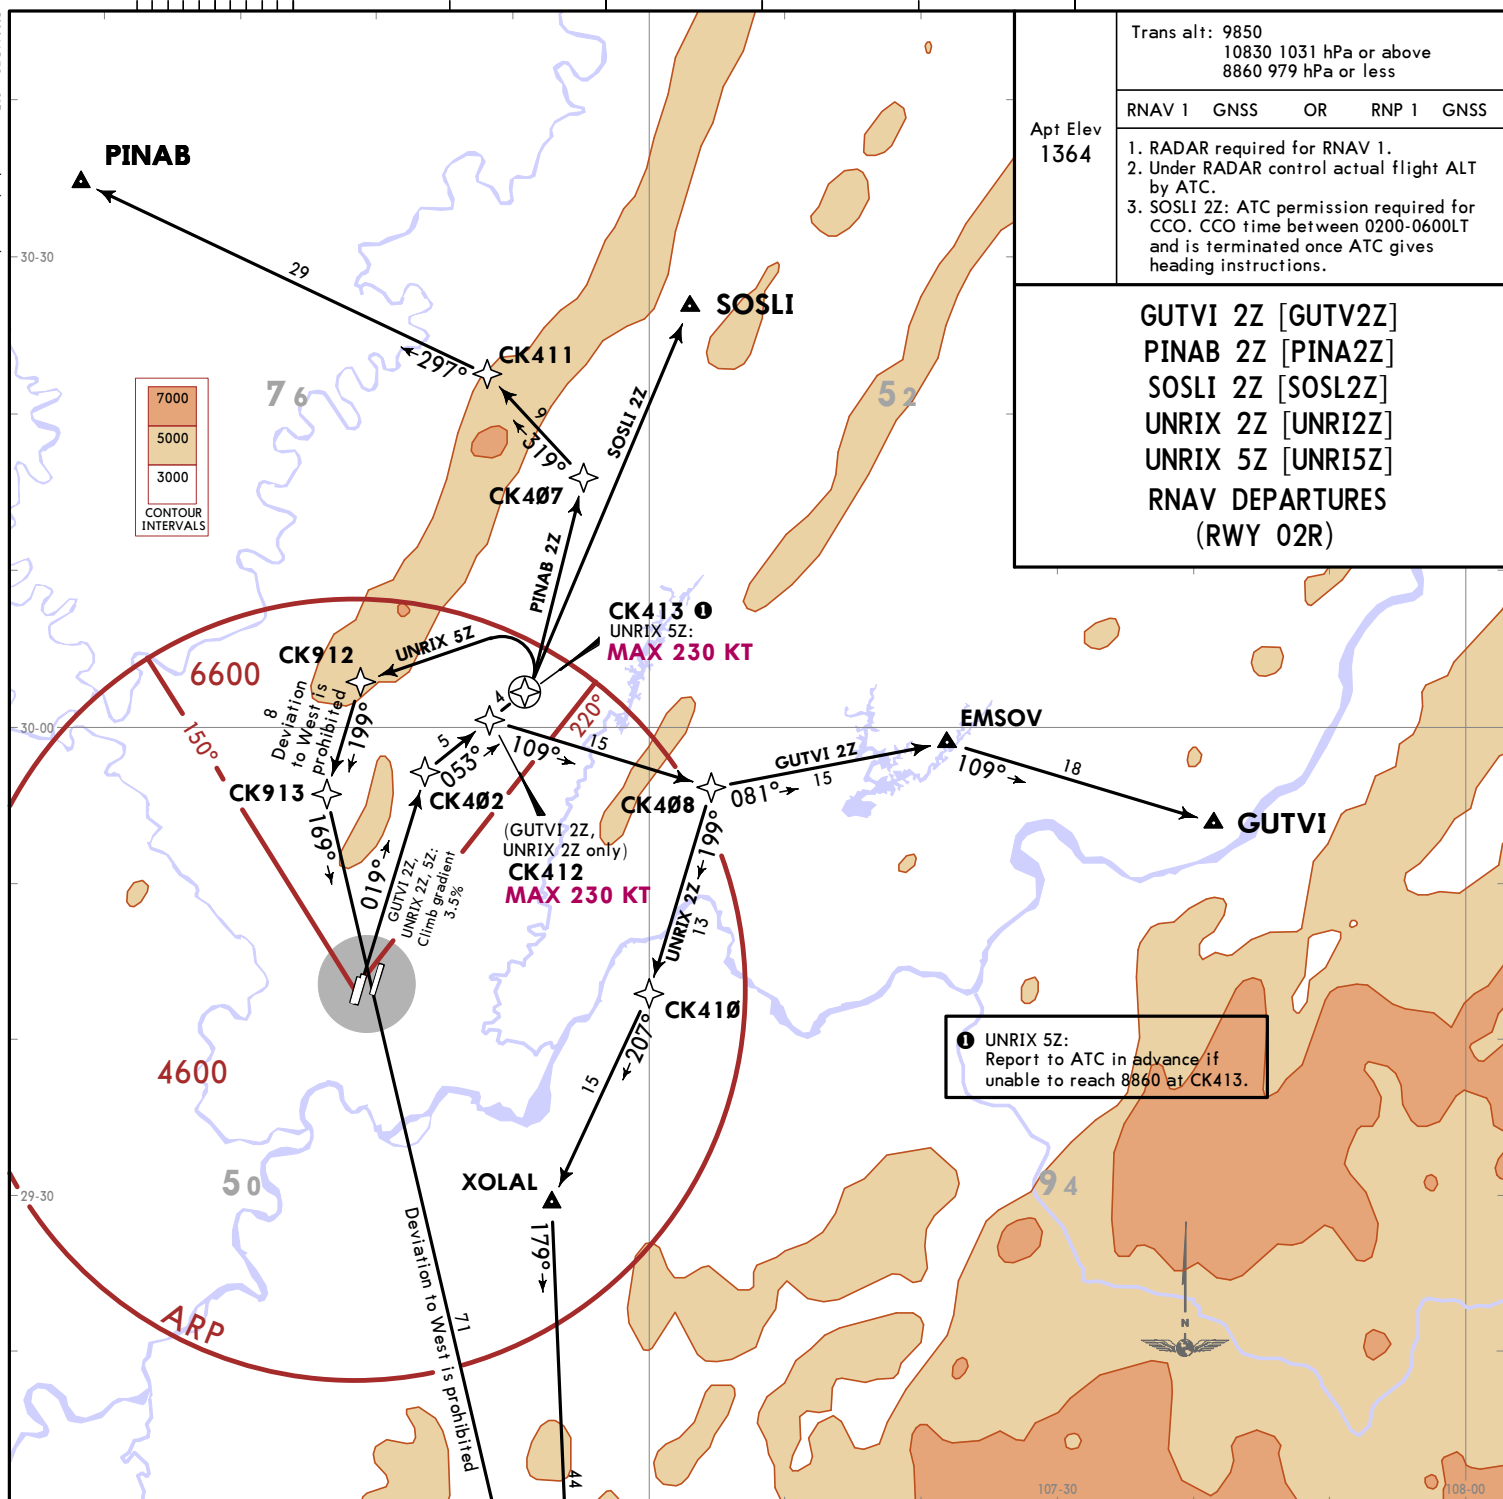 Trans alt: 9850
10830 1031 hPa or above
8860 979 hPa or less
Apt Elev
1364
RNAV 1 GNSS OR RNP 1 GNSS
1. RADAR required for RNAV 1.
2. Under RADAR control actual flight ALT
by ATC.
3. SOSLI 2Z: ATC permission required for
CCO. CCO time between 0200-0600LT
and is terminated once ATC gives
heading instructions.
GUTVI 2Z [GUTV2Z]
PINAB 2Z [PINA2Z]
SOSLI 2Z [SOSL2Z]
UNRIX 2Z [UNRI2Z]
UNRIX 5Z [UNRI5Z]
RNAV DEPARTURES
(RWY 02R)
PINAB
30-30
29
SOSLI
CK411
297°
76
52
7000
5000
3000
CONTOUR
INTERVALS
9
319°
SOSLI 2Z
CK4Ø7
PINAB 2Z
CK413 ❶
UNRIX 5Z:
MAX 230 KT
UNRIX 5Z
CK912
6600
8
Deviation
to West is
prohibited
199°
4
220°
150°
30-00
5
053°
109°
15
EMSOV
GUTVI 2Z
15
081°
109°
18
CK913
CK4Ø2
CK4Ø8
GUTVI
169°
019°
GUTVI 2Z,
UNRIX 2Z, 5Z:
Climb gradient
3.5%
(GUTVI 2Z,
UNRIX 2Z only)
CK412
MAX 230 KT
199°
UNRIX 2Z
13
CK41Ø
207°
15
4600
❶ UNRIX 5Z:
Report to ATC in advance if
unable to reach 8860 at CK413.
XOLAL
50
94
29-30
179°
Deviation to West is prohibited
71
ARP
N
44
107-30
108-00